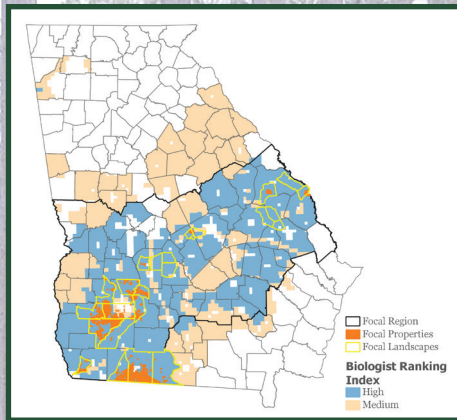 Focal Region
Focal Properties
Focal Landscapes
Biologist Ranking
Index
High
Medium